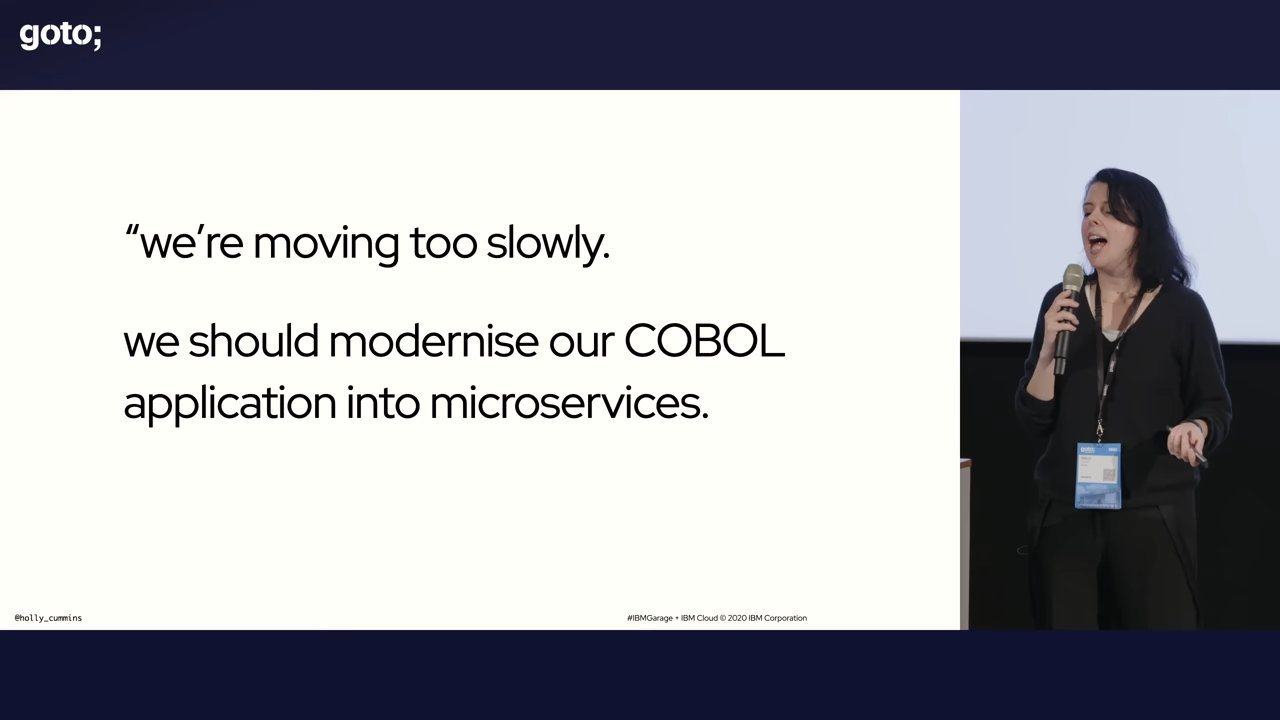 goto;
“we’re moving too slowly.
we should modernise our COBOL
application into microservices.
@holly_cummins
#IBMGarage + IBM Cloud © 2020 IBM Corporation
goto;